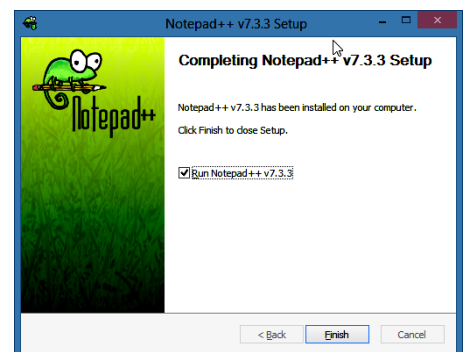 Notepad++ v7.3.3 Setup
Notepad++
Completing Notepad++ v7.3.3 Setup
Notepad++ v7.3.3 has been installed on your computer.
Click Finish to close Setup.
Run Notepad++ v7.3.3
< Back Finish Cancel